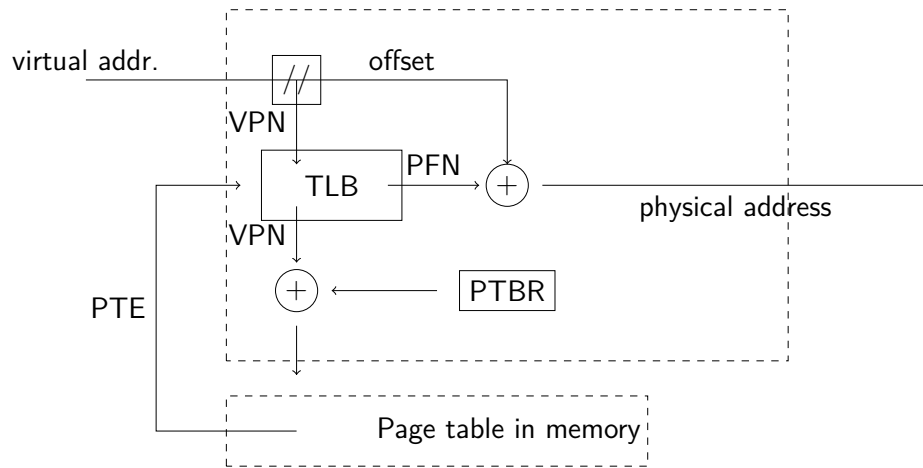 virtual addr.
//
offset
VPN
TLB
PFN
+
physical address
VPN
+
PTBR
PTE
Page table in memory